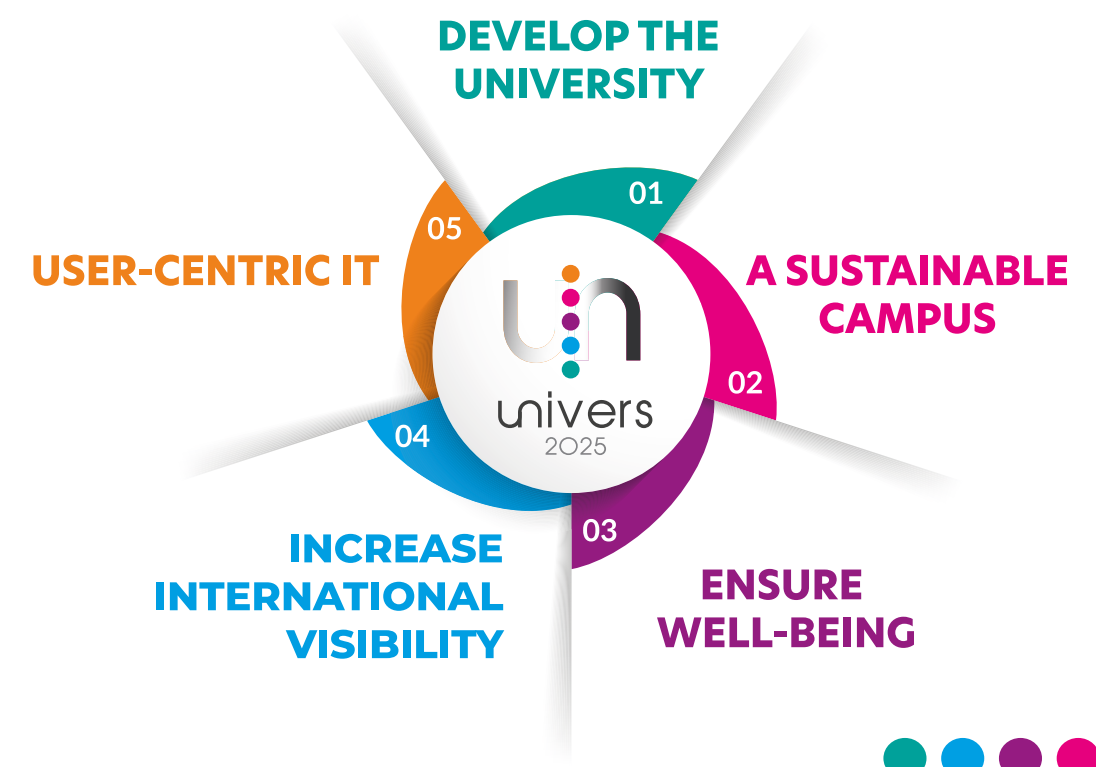 DEVELOP THE
UNIVERSITY
01
A SUSTAINABLE
CAMPUS
02
ENSURE
WELL-BEING
03
INCREASE
INTERNATIONAL
VISIBILITY
04
USER-CENTRIC IT
05
un
univers
2025